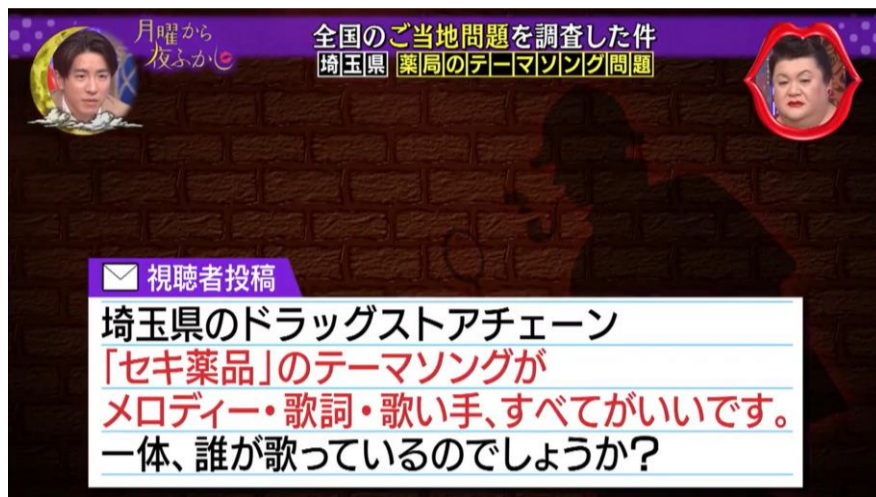 月曜から
夜ふかし
全国のご当地問題を調査した件
埼玉県 薬局のテーマソング問題
視聴者投稿
埼玉県のドラッグストアチェーン
「セキ薬品」のテーマソングが
メロディー・歌詞・歌い手、すべてがいいです。
一体、誰が歌っているのでしょうか?